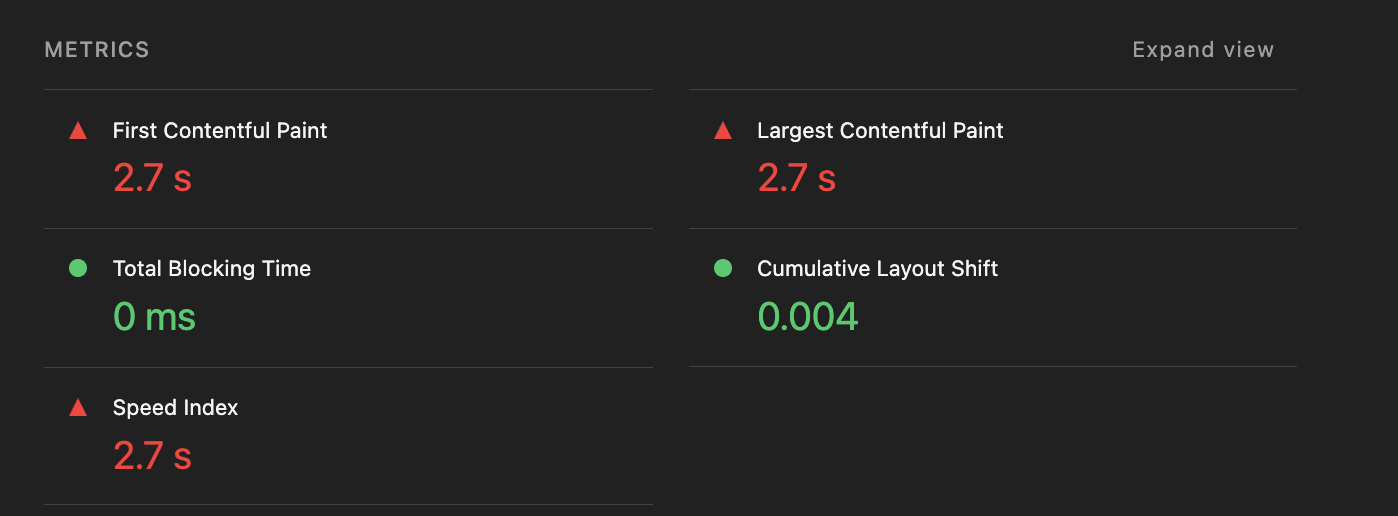 METRICS
Expand view
First Contentful Paint
2.7 s
Largest Contentful Paint
2.7 s
Total Blocking Time
0 ms
Cumulative Layout Shift
0.004
Speed Index
2.7 s